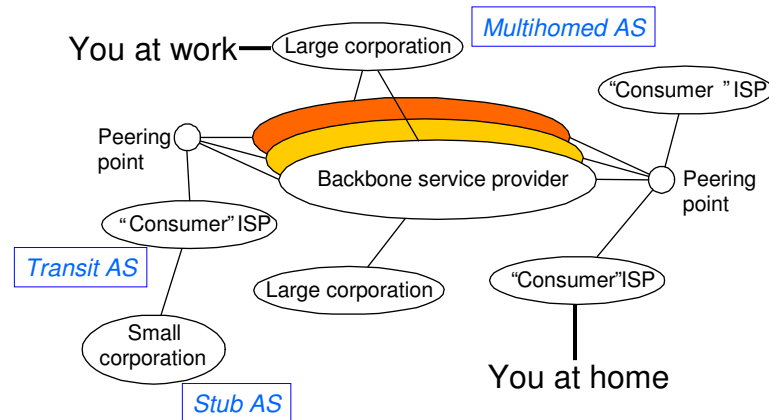 Multihomed AS
You at work
Large corporation
“Consumer ” ISP
Peering
point
Backbone service provider
Peering
point
“Consumer” ISP
Transit AS
Large corporation
“Consumer”ISP
Small
corporation
You at home
Stub AS